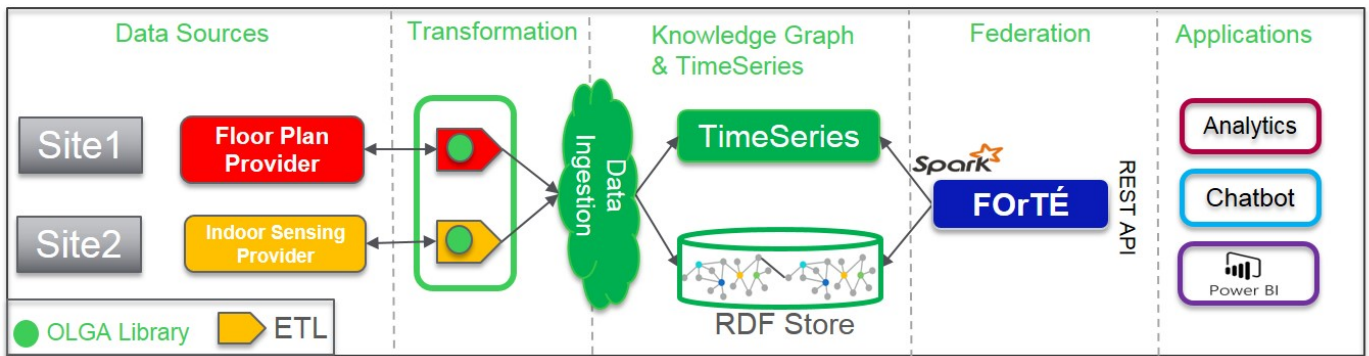 Data Sources
Transformation
Knowledge Graph
& TimeSeries
Federation
Applications
Site1
Floor Plan
Provider
Site2
Indoor Sensing
Provider
Data
Ingestion
TimeSeries
RDF Store
Spark
FOrTÉ
REST API
Analytics
Chatbot
Power BI
OLGA Library
ETL